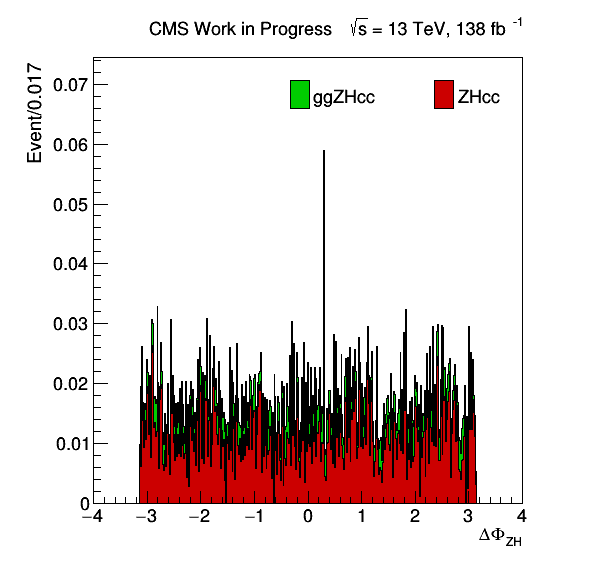 CMS Work in Progress √s = 13 TeV, 138 fb⁻¹
Event/0.017
ggZHcc ZHcc
0.07
0.06
0.05
0.04
0.03
0.02
0.01
0
−4 −3 −2 −1 0 1 2 3 4
ΔΦ_ZH